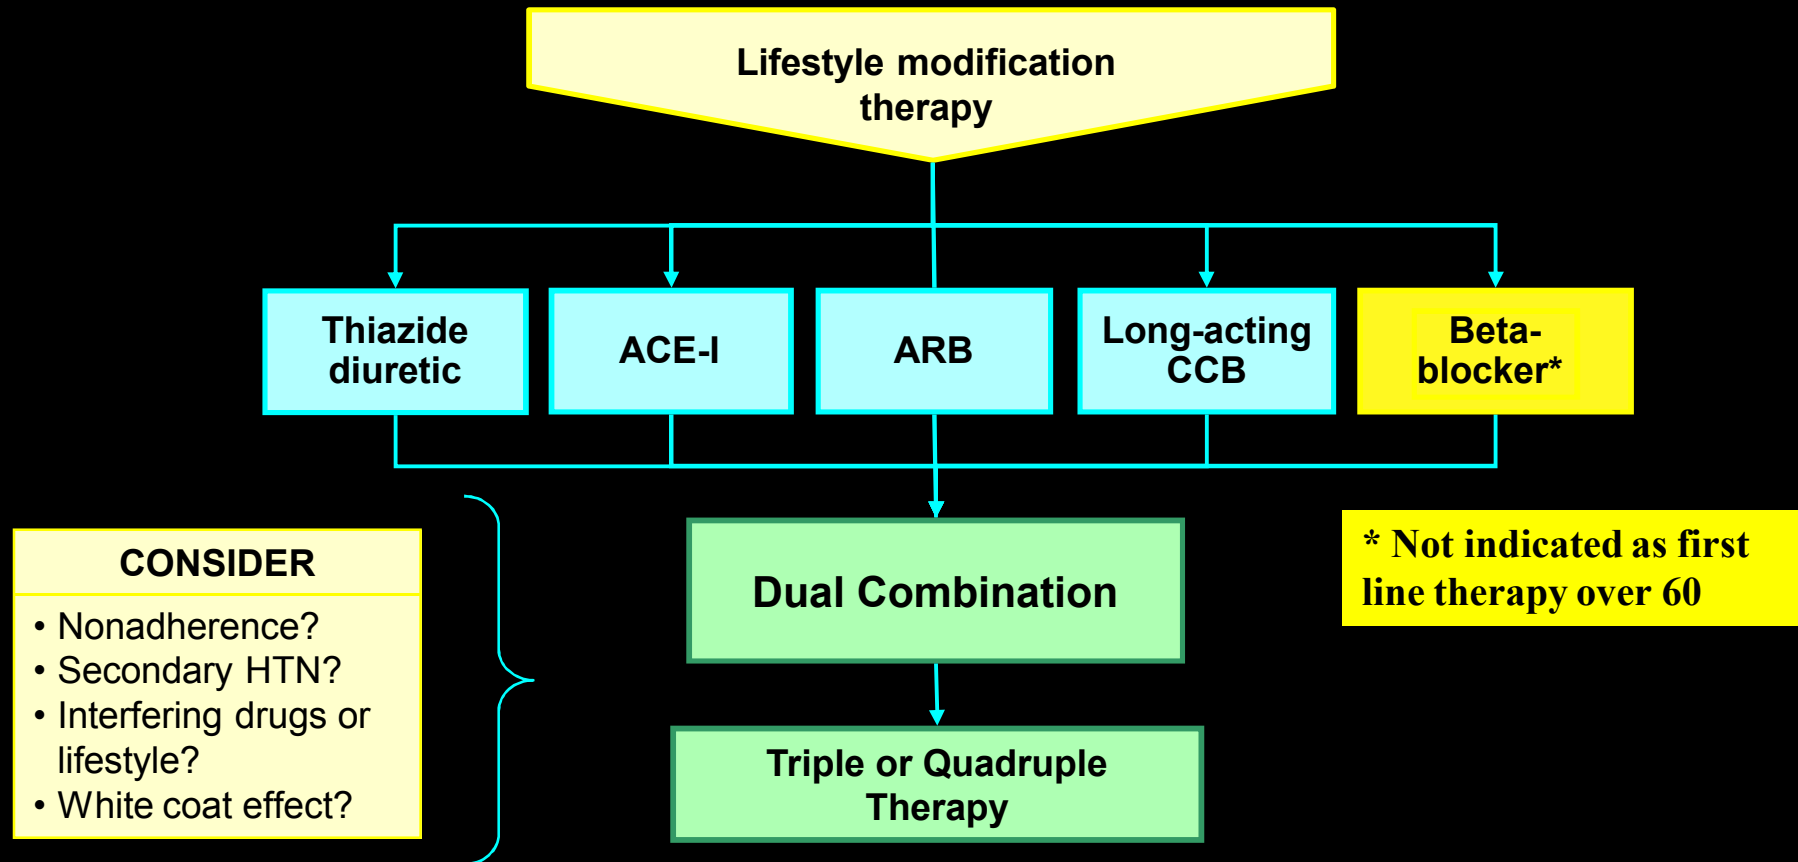 Lifestyle modification
therapy
Thiazide
diuretic
ACE-I
ARB
Long-acting
CCB
Beta-
blocker*
CONSIDER
• Nonadherence?
• Secondary HTN?
• Interfering drugs or
lifestyle?
• White coat effect?
Dual Combination
* Not indicated as first
line therapy over 60
Triple or Quadruple
Therapy